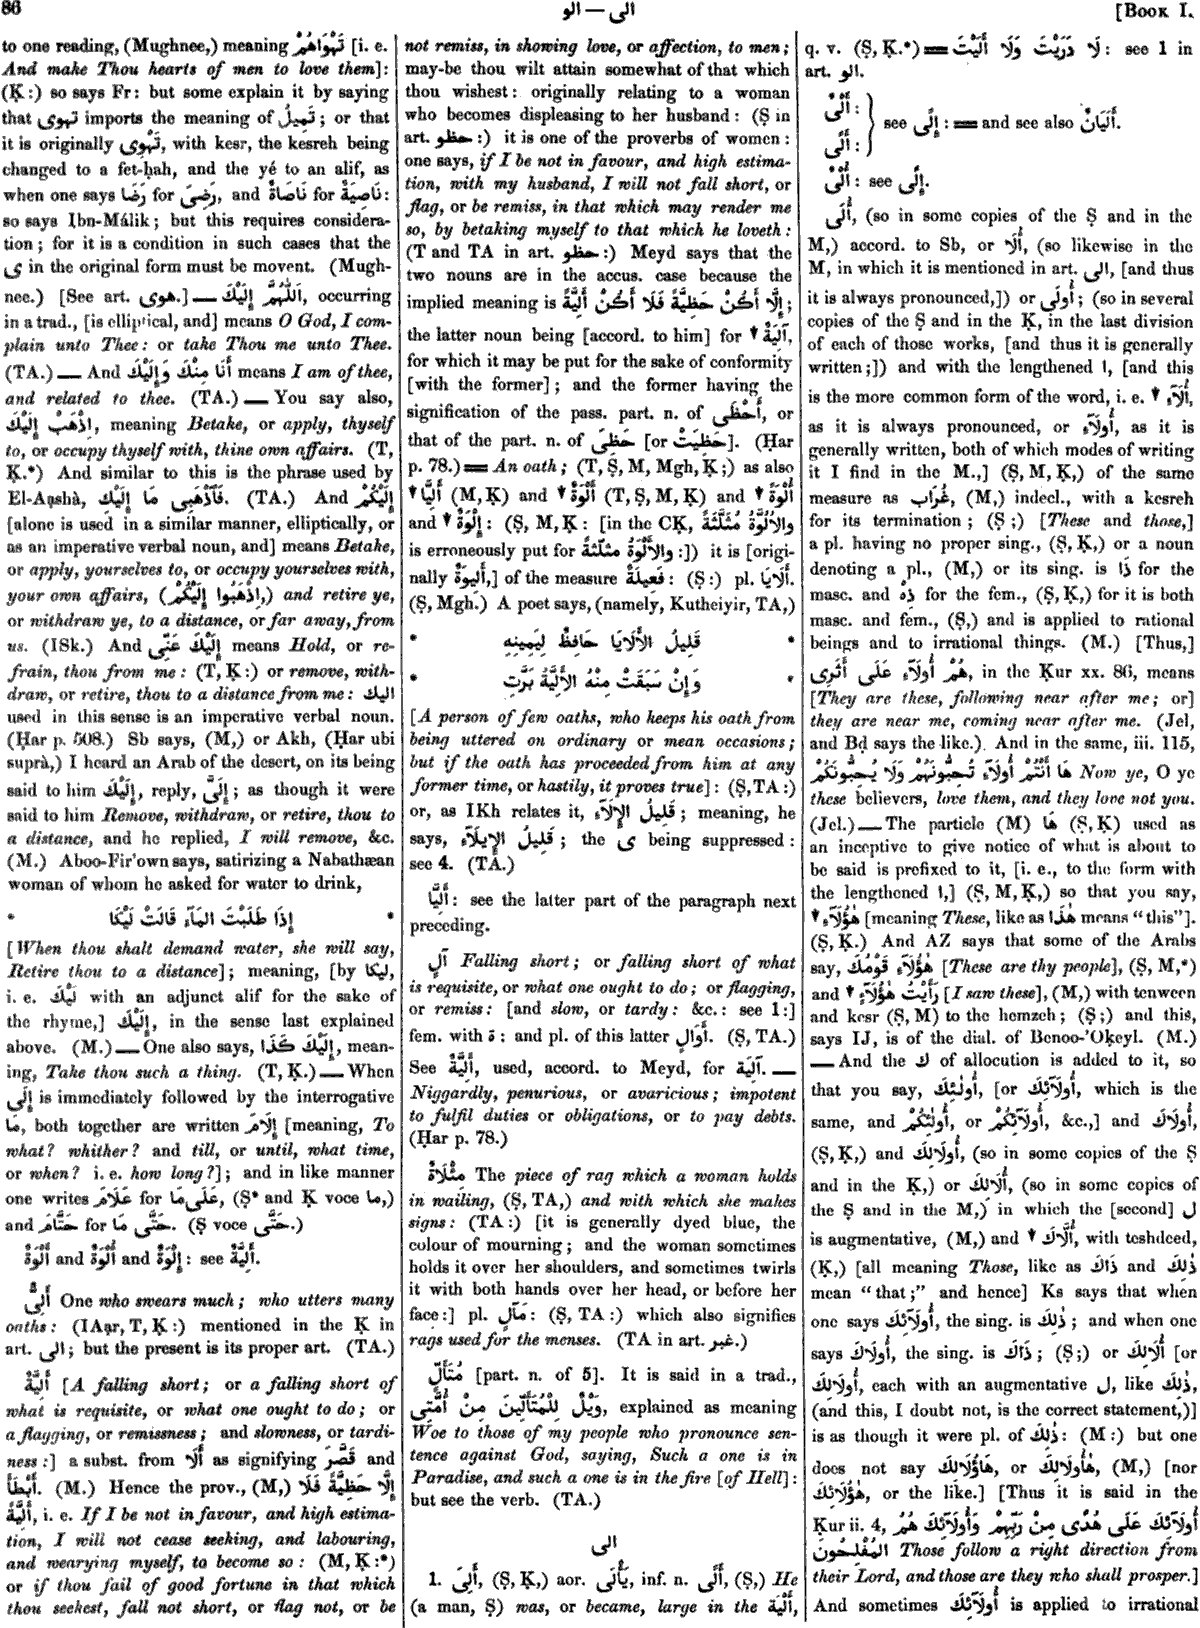 86
الى — الو
[BOOK I.
to one reading, (Mughnee,) meaning تَهْوَاهُمْ [i. e.
And make Thou hearts of men to love them]:
(Ḳ:) so says Fr: but some explain it by saying
that تهوى imports the meaning of تَمِيلُ; or that
it is originally تَهْوِى, with kesr, the kesreh being
changed to a fet-ḥah, and the yé to an alif, as
when one says رَضَا for رَضِىَ, and نَاصَاةٌ for نَاصِيَةٌ:
so says Ibn-Málik; but this requires considera-
tion; for it is a condition in such cases that the
ى in the original form must be movent. (Mugh-
nee.) [See art. هوى.] — اَللّٰهُمَّ إِلَيْكَ, occurring
in a trad., [is elliptical, and] means O God, I com-
plain unto Thee: or take Thou me unto Thee.
(TA.) — And أَنَا مِنْكَ وَإِلَيْكَ means I am of thee,
and related to thee. (TA.) — You say also,
اِذْهَبْ إِلَيْكَ, meaning Betake, or apply, thyself
to, or occupy thyself with, thine own affairs. (T,
Ḳ.*) And similar to this is the phrase used by
El-Aạshà, فَٱذْهَبِى مَا إِلَيْكِ. (TA.) And إِلَيْكُمْ
[alone is used in a similar manner, elliptically, or
as an imperative verbal noun, and] means Betake,
or apply, yourselves to, or occupy yourselves with,
your own affairs, (اِذْهَبُوا إِلَيْكُمْ,) and retire ye,
or withdraw ye, to a distance, or far away, from
us. (ISk.) And إِلَيْكَ عَنِّى means Hold, or re-
frain, thou from me: (T, Ḳ:) or remove, with-
draw, or retire, thou to a distance from me: اليك
used in this sense is an imperative verbal noun.
(Ḥar p. 508.) Sb says, (M,) or Akh, (Ḥar ubi
suprà,) I heard an Arab of the desert, on its being
said to him إِلَيْكَ, reply, إِلَىَّ; as though it were
said to him Remove, withdraw, or retire, thou to
a distance, and he replied, I will remove, &c.
(M.) Aboo-Fir'own says, satirizing a Nabathæan
woman of whom he asked for water to drink,
* إِذَا طَلَبْتَ المَآءَ قَالَتْ لَيْكَا *
[When thou shalt demand water, she will say,
Retire thou to a distance]; meaning, [by لَيْكَا,
i. e. لَيْكَ with an adjunct alif for the sake of
the rhyme,] إِلَيْكَ, in the sense last explained
above. (M.) — One also says, إِلَيْكَ كَذَا, mean-
ing, Take thou such a thing. (T, Ḳ.) — When
إِلَى is immediately followed by the interrogative
مَا, both together are written إِلَامَ [meaning, To
what? whither? and till, or until, what time,
or when? i. e. how long?]; and in like manner
one writes عَلَامَ for عَلَى مَا, (Ṣ* and Ḳ voce مَا,)
and حَتَّامَ for حَتَّى مَا. (Ṣ voce حَتَّى.)
أَلْوَةٌ and أُلْوَةٌ and إِلْوَةٌ: see أَلِيَّةٌ.
أَلِىٌّ One who swears much; who utters many
oaths: (IAạr, T, Ḳ:) mentioned in the Ḳ in
art. الى; but the present is its proper art. (TA.)
أَلِيَّةٌ [A falling short; or a falling short of
what is requisite, or what one ought to do; or
a flagging, or remissness; and slowness, or tardi-
ness:] a subst. from أَلَا as signifying قَصَّرَ and
أَبْطَأَ. (M.) Hence the prov., (M,) إِلَّا حَظِيَّةً فَلَا
أَلِيَّةً, i. e. If I be not in favour, and high estima-
tion, I will not cease seeking, and labouring,
and wearying myself, to become so: (M, Ḳ:*)
or if thou fail of good fortune in that which
thou seekest, fall not short, or flag not, or be
not remiss, in showing love, or affection, to men;
may-be thou wilt attain somewhat of that which
thou wishest: originally relating to a woman
who becomes displeasing to her husband: (Ṣ in
art. حظو:) it is one of the proverbs of women:
one says, if I be not in favour, and high estima-
tion, with my husband, I will not fall short, or
flag, or be remiss, in that which may render me
so, by betaking myself to that which he loveth:
(T and TA in art. حظو:) Meyd says that the
two nouns are in the accus. case because the
implied meaning is إِلَّا أَكُنْ حَظِيَّةً فَلَا أَكُنْ أَلِيَّةً;
the latter noun being [accord. to him] for آلِيَةٌ,
for which it may be put for the sake of conformity
[with the former]; and the former having the
signification of the pass. part. n. of أَحْظَى, or
that of the part. n. of حَظِىَ [or حَظِيَتْ]. (Ḥar
p. 78.) = An oath; (T, Ṣ, M, Mgh, Ḳ;) as also
أَلِيَّا (M, Ḳ) and أَلْوَةٌ (T, Ṣ, M, Ḳ) and أُلْوَةٌ
and إِلْوَةٌ: (Ṣ, M, Ḳ: [in the CḲ, والأُلُوَّةُ مُثَلَّثَةً
is erroneously put for والأَلْوَةُ مثلّثةً:]) it is [origi-
nally أَلِيوَةٌ,] of the measure فَعِيلَةٌ: (Ṣ:) pl. أَلَايَا.
(Ṣ, Mgh.) A poet says, (namely, Kutheiyir, TA,)
* قَلِيلُ الأَلَايَا حَافِظٌ لِيَمِينِهِ *
* وَإِنْ سَبَقَتْ مِنْهُ الأَلِيَّةُ بَرَّتِ *
[A person of few oaths, who keeps his oath from
being uttered on ordinary or mean occasions;
but if the oath has proceeded from him at any
former time, or hastily, it proves true]: (Ṣ, TA:)
or, as IKh relates it, قَلِيلُ الإِلَآءِ; meaning, he
says, قَلِيلُ الإِيلَآءِ; the ى being suppressed:
see 4. (TA.)
أَلِيَّا: see the latter part of the paragraph next
preceding.
آلٍ Falling short; or falling short of what
is requisite, or what one ought to do; or flagging,
or remiss: [and slow, or tardy: &c.: see 1:]
fem. with ة: and pl. of this latter أَوَالٍ. (Ṣ, TA.)
See أَلِيَّةٌ, used, accord. to Meyd, for آلِيَة. —
Niggardly, penurious, or avaricious; impotent
to fulfil duties or obligations, or to pay debts.
(Ḥar p. 78.)
مِئْلَاةٌ The piece of rag which a woman holds
in wailing, (Ṣ, TA,) and with which she makes
signs: (TA:) [it is generally dyed blue, the
colour of mourning; and the woman sometimes
holds it over her shoulders, and sometimes twirls
it with both hands over her head, or before her
face:] pl. مَآلٍ: (Ṣ, TA:) which also signifies
rags used for the menses. (TA in art. غبر.)
مُتَأَلٍّ [part. n. of 5]. It is said in a trad.,
وَيْلٌ لِلْمُتَأَلِّينَ مِنْ أُمَّتِى, explained as meaning
Woe to those of my people who pronounce sen-
tence against God, saying, Such a one is in
Paradise, and such a one is in the fire [of Hell]:
but see the verb. (TA.)
الى
1. أَلِىَ, (Ṣ, Ḳ,) aor. يَأْلَى, inf. n. أَلًى, (Ṣ,) He
(a man, Ṣ) was, or became, large in the أَلْيَة,
q. v. (Ṣ, Ḳ.*) = لَا دَرَيْتَ وَلَا أَلَيْتَ: see 1 in
art. الو.
أَلْىٌ:
أَلًى:
see إِلًى: = and see also أَلَيَانٌ.
أُلْىٌ: see إِلًى.
أُلَى, (so in some copies of the Ṣ and in the
M,) accord. to Sb, or أُلَا, (so likewise in the
M, in which it is mentioned in art. الى, [and thus
it is always pronounced,]) or أُولَى; (so in several
copies of the Ṣ and in the Ḳ, in the last division
of each of those works, [and thus it is generally
written;]) and with the lengthened ا, [and this
is the more common form of the word, i. e. أُلَآءِ,
as it is always pronounced, or أُولَآءِ, as it is
generally written, both of which modes of writing
it I find in the M.,] (Ṣ, M, Ḳ,) of the same
measure as غُرَاب, (M,) indecl., with a kesreh
for its termination; (Ṣ;) [These and those,]
a pl. having no proper sing., (Ṣ, Ḳ,) or a noun
denoting a pl., (M,) or its sing. is ذَا for the
masc. and ذِهْ for the fem., (Ṣ, Ḳ,) for it is both
masc. and fem., (Ṣ,) and is applied to rational
beings and to irrational things. (M.) [Thus,]
هُمْ أُولَآءِ عَلَى أَثَرِى, in the Ḳur xx. 86, means
[They are these, following near after me; or]
they are near me, coming near after me. (Jel,
and Bḍ says the like.) And in the same, iii. 115,
هَا أَنْتُمْ أُولَآءِ تُحِبُّونَهُمْ وَلَا يُحِبُّونَكُمْ Now ye, O ye
these believers, love them, and they love not you.
(Jel.) — The particle (M) هَا (Ṣ, Ḳ) used as
an inceptive to give notice of what is about to
be said is prefixed to it, [i. e., to the form with
the lengthened ا,] (Ṣ, M, Ḳ,) so that you say,
هٰؤُلَآءِ [meaning These, like as هٰذَا means "this"].
(Ṣ, Ḳ.) And AZ says that some of the Arabs
say, هٰؤُلَآءِ قَوْمُكَ [These are thy people], (Ṣ, M,*)
and رَأَيْتُ هٰؤُلَآءٍ [I saw these], (M,) with tenween
and kesr (Ṣ, M) to the hemzeh; (Ṣ;) and this,
says IJ, is of the dial. of Benoo-'Oḳeyl. (M.)
— And the ك of allocution is added to it, so
that you say, أُولٰئِكَ, [or أُولَآئِكَ, which is the
same, and أُولٰئِكُمْ, or أُولَآئِكُمْ, &c.,] and أُولَاكَ,
(Ṣ, Ḳ,) and أُولَالِكَ, (so in some copies of the Ṣ
and in the Ḳ,) or أُلَالِكَ, (so in some copies of
the Ṣ and in the M,) in which the [second] ل
is augmentative, (M,) and أُلَّاكَ, with teshdeed,
(Ḳ,) [all meaning Those, like as ذَاكَ and ذٰلِكَ
mean "that;" and hence] Ks says that when
one says أُولَآئِكَ, the sing. is ذٰلِكَ; and when one
says أُولَاكَ, the sing. is ذَاكَ; (Ṣ;) or أُلَالِكَ [or
أُولَالِكَ, each with an augmentative ل, like ذٰلِكَ,
(and this, I doubt not, is the correct statement,)]
is as though it were pl. of ذٰلِكَ: (M:) but one
does not say هَاؤُلَالِكَ, or هَأُولَالِكَ, (M,) [nor
هٰؤُلَائِكَ, or the like.] [Thus it is said in the
Ḳur ii. 4, أُولَآئِكَ عَلَى هُدًى مِنْ رَبِّهِمْ وَأُولَآئِكَ هُمُ
المُفْلِحُونَ Those follow a right direction from
their Lord, and those are they who shall prosper.]
And sometimes أُولَآئِكَ is applied to irrational